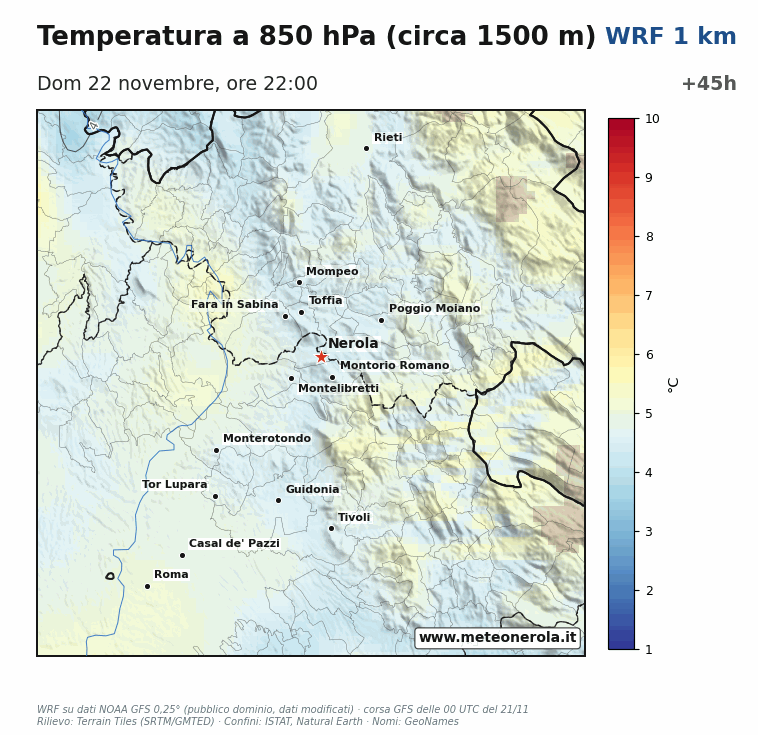 Temperatura a 850 hPa (circa 1500 m) WRF 1 km
Dom 22 novembre, ore 22:00 +45h
4
Rieti
Mompeo
Fara in Sabina
Toffia
Poggio Moiano
Nerola
Montorio Romano
Montelibretti
Monterotondo
Tor Lupara
Guidonia
Tivoli
Casal de' Pazzi
Roma
www.meteonerola.it
10
9
8
7
6
5
4
3
2
1
°C
WRF su dati NOAA GFS 0,25° (pubblico dominio, dati modificati) · corsa GFS delle 00 UTC del 21/11
Rilievo: Terrain Tiles (SRTM/GMTED) · Confini: ISTAT, Natural Earth · Nomi: GeoNames